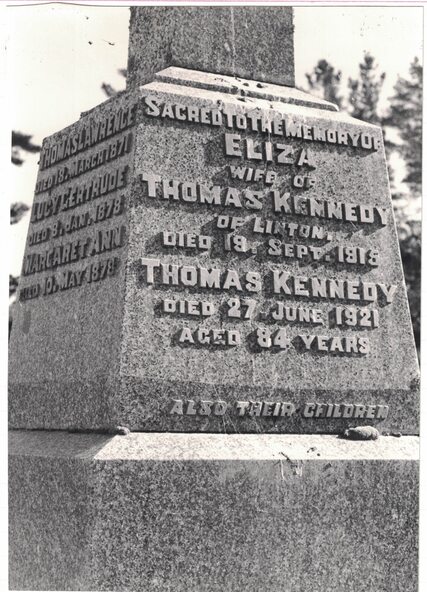 SACRED TO THE MEMORY OF
ELIZA
WIFE OF
THOMAS KENNEDY
OF LINTON.
DIED 19. SEPT. 1918
THOMAS KENNEDY
DIED 27 JUNE 1921
AGED 84 YEARS
ALSO THEIR CHILDREN
THOMAS LAWRENCE
DIED 18. MARCH 1871
LUCY GERTRUDE
DIED 9. JAN. 1878
MARGARET ANN
DIED 10. MAY 1878